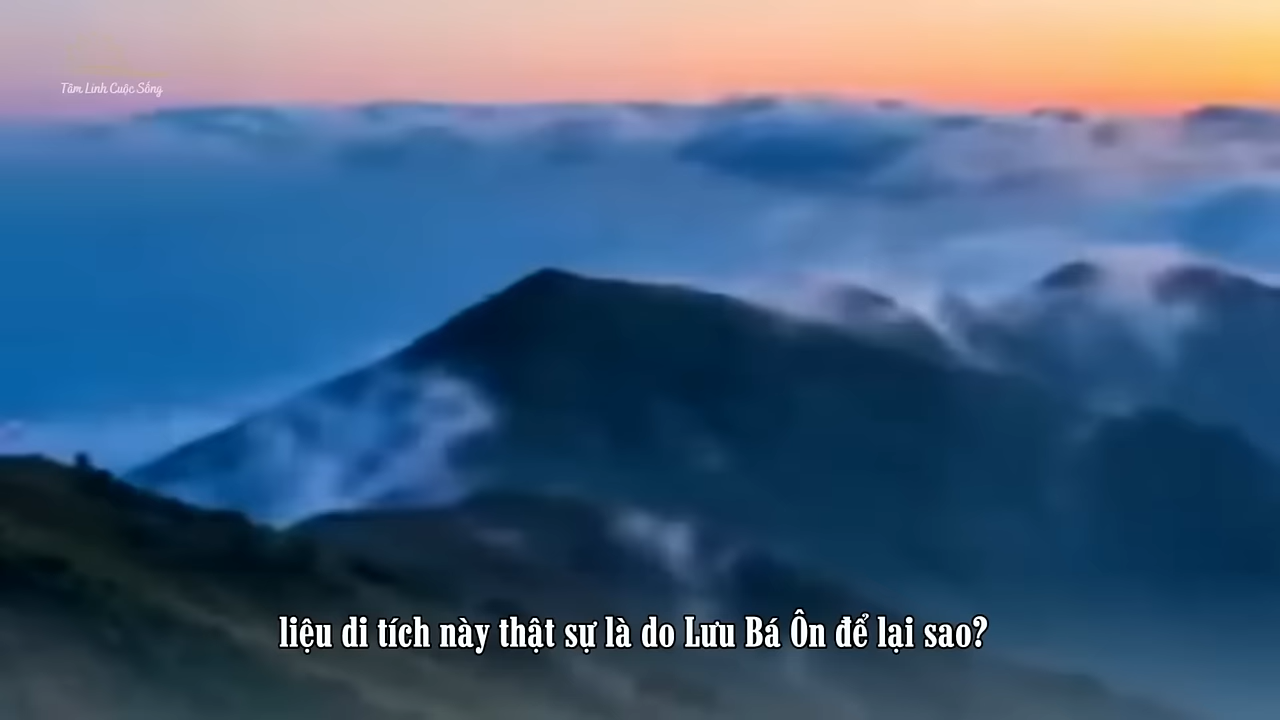 Tâm Linh Cuộc Sống
liệu di tích này thật sự là do Lưu Bá Ôn để lại sao?